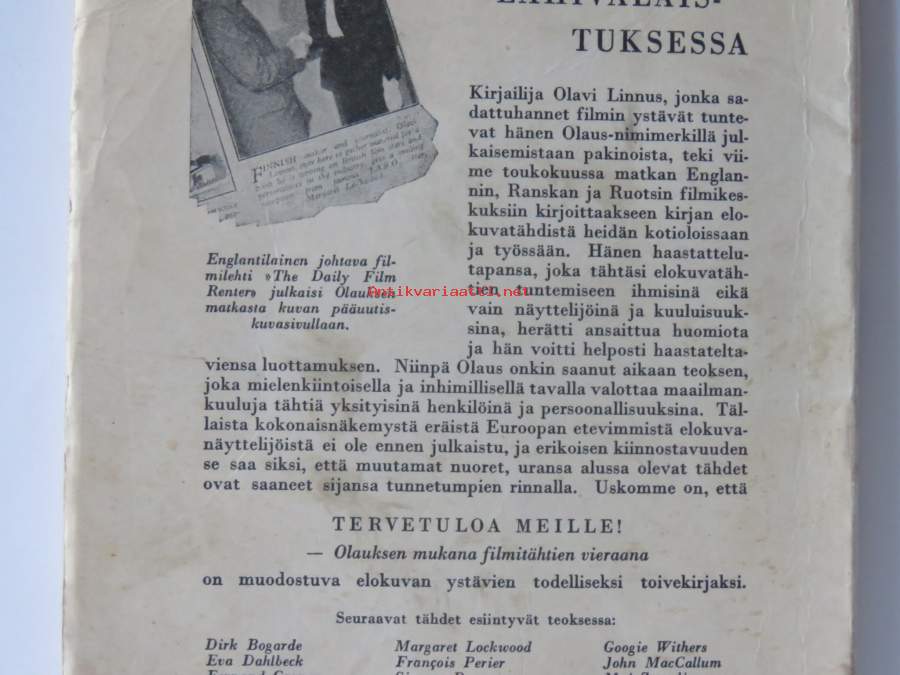 TUKSESSA
Kirjailija Olavi Linnus, jonka sa-
dattuhannet filmin ystävät tunte-
vat hänen Olaus-nimimerkillä jul-
kaisemistaan pakinoista, teki vii-
me toukokuussa matkan Englan-
nin, Ranskan ja Ruotsin filmikes-
kuksiin kirjoittaakseen kirjan elo-
kuvatähdistä heidän kotioloissaan
ja työssään. Hänen haastattelu-
tapansa, joka tähtäsi elokuvatäh-
tien tuntemiseen ihmisinä eikä
vain näyttelijöinä ja kuuluisuuk-
sina, herätti ansaittua huomiota
ja hän voitti helposti haastatelta-
viensa luottamuksen. Niinpä Olaus onkin saanut aikaan teoksen,
joka mielenkiintoisella ja inhimillisellä tavalla valottaa maailman-
kuuluja tähtiä yksityisinä henkilöinä ja persoonallisuuksina. Täl-
laista kokonaisnäkemystä eräistä Euroopan etevimmistä elokuva-
näyttelijöistä ei ole ennen julkaistu, ja erikoisen kiinnostavuuden
se saa siksi, että muutamat nuoret, uransa alussa olevat tähdet
ovat saaneet sijansa tunnetumpien rinnalla. Uskomme on, että
FINNISH
Englantilainen johtava fil-
milehti »The Daily Film
Renter» julkaisi Olauksen
matkasta kuvan pääuutis-
kuvasivullaan.
Antikvariaatti.net
TERVETULOA MEILLE!
— Olauksen mukana filmitähtien vieraana
on muodostuva elokuvan ystävien todelliseksi toivekirjaksi.
Seuraavat tähdet esiintyvät teoksessa:
Dirk Bogarde Margaret Lockwood Googie Withers
Eva Dahlbeck François Perier John MacCallum